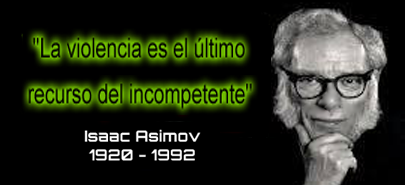 "La violencia es el último
recurso del incompetente"
Isaac Asimov
1920 - 1992